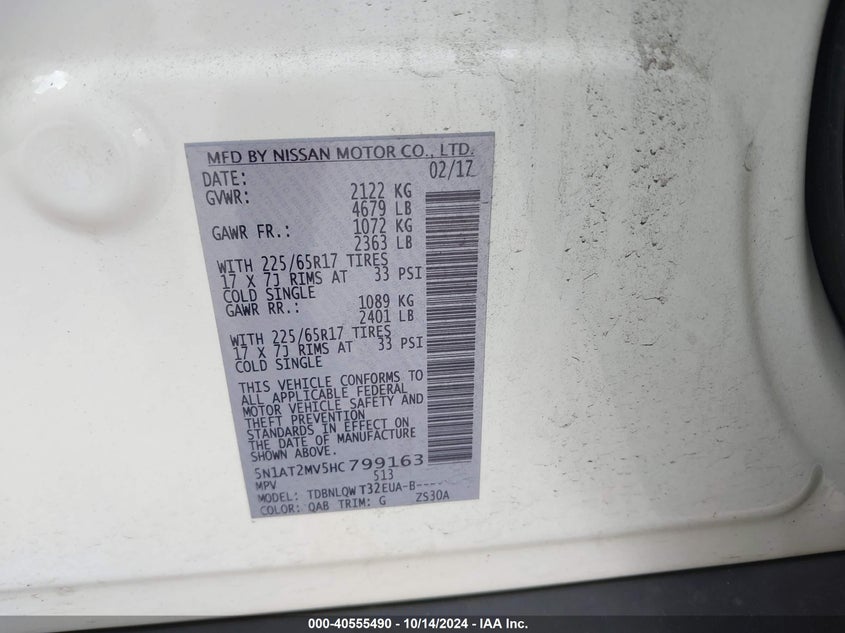 MFD BY NISSAN MOTOR CO., LTD.
DATE: 02/17
GVWR: 2122 KG
4679 LB
GAWR FR.: 1072 KG
2363 LB
WITH 225/65R17 TIRES
17 X 7J RIMS AT 33 PSI
COLD SINGLE
GAWR RR.: 1089 KG
2401 LB
WITH 225/65R17 TIRES
17 X 7J RIMS AT 33 PSI
COLD SINGLE
THIS VEHICLE CONFORMS TO
ALL APPLICABLE FEDERAL
MOTOR VEHICLE SAFETY AND
THEFT PREVENTION
STANDARDS IN EFFECT ON
THE DATE OF MANUFACTURE
SHOWN ABOVE.
5N1AT2MV5HC799163
MPV 513
MODEL: TDBNLQWT32EUA-B----
COLOR: QAB TRIM: G ZS30A
000-40555490 - 10/14/2024 - IAA Inc.